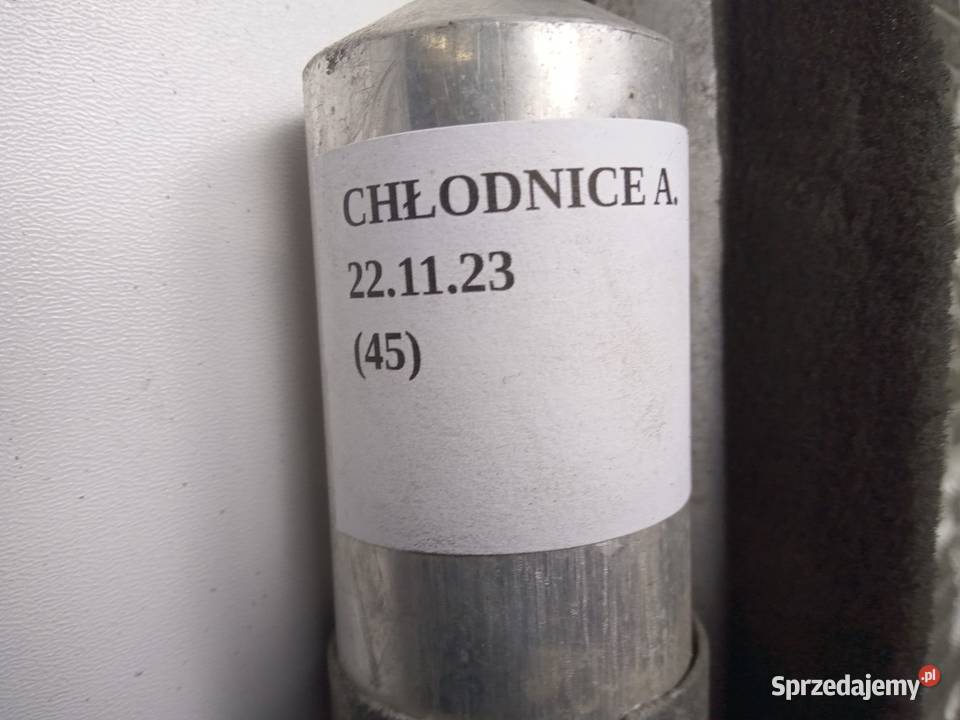 CHŁODNICE A.
22.11.23
(45)
Sprzedajemy.pl